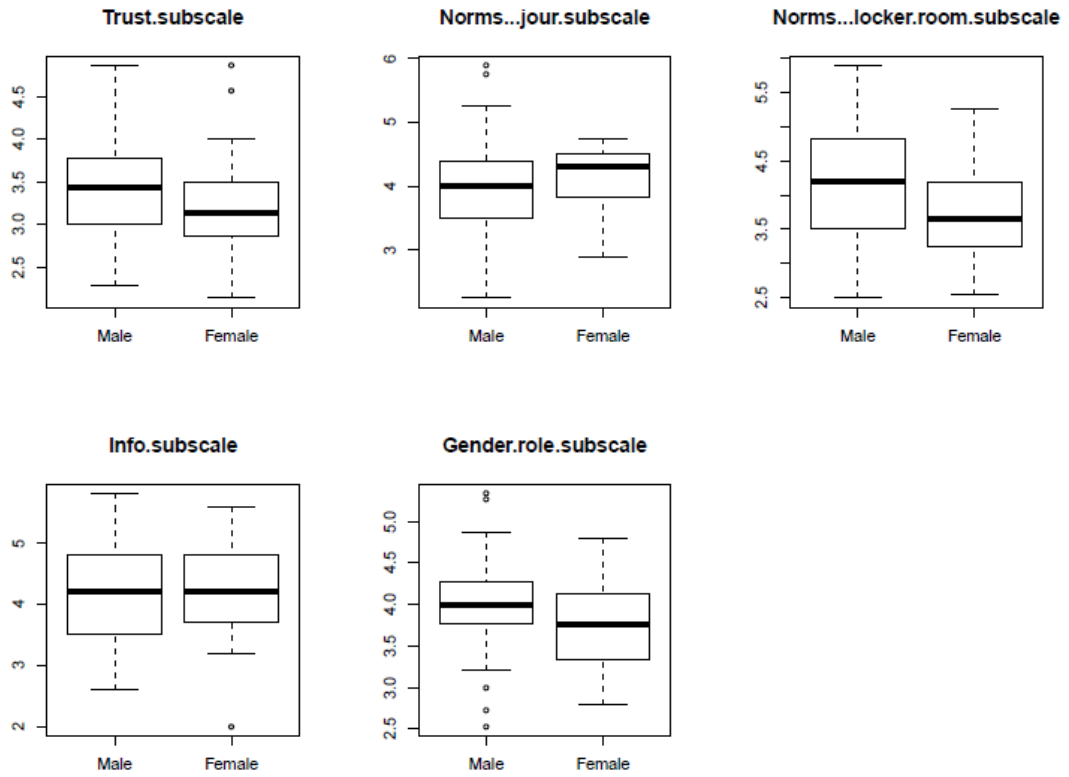 Trust.subscale
4.5
4.0
3.5
3.0
2.5
Male Female
Norms...jour.subscale
6
5
4
3
Male Female
Norms...locker.room.subscale
5.5
4.5
3.5
2.5
Male Female
Info.subscale
5
4
3
2
Male Female
Gender.role.subscale
5.0
4.5
4.0
3.5
3.0
2.5
Male Female